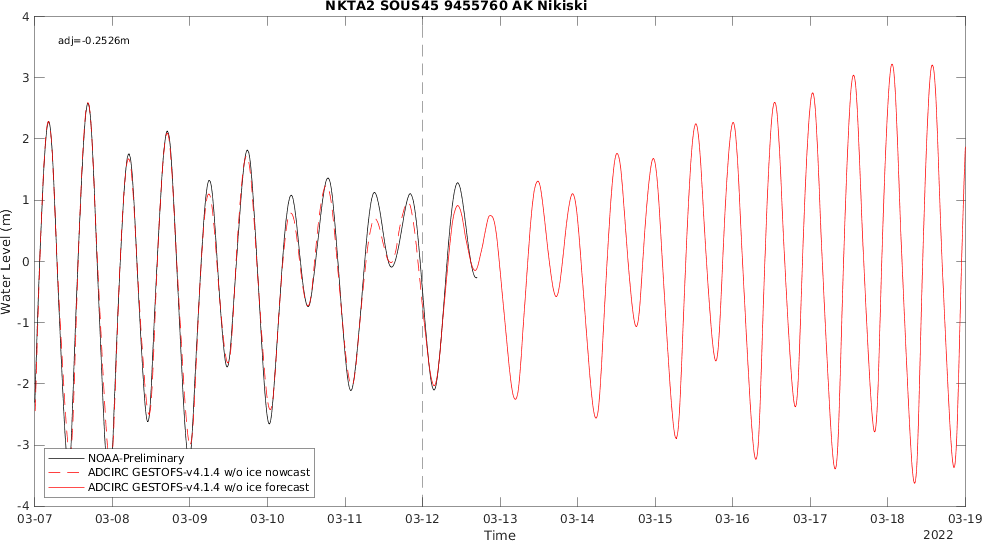 NKTA2 SOUS45 9455760 AK Nikiski
adj=-0.2526m
4
3
2
1
0
-1
-2
-3
-4
Water Level (m)
NOAA-Preliminary
ADCIRC GESTOFS-v4.1.4 w/o ice nowcast
ADCIRC GESTOFS-v4.1.4 w/o ice forecast
03-07 03-08 03-09 03-10 03-11 03-12 03-13 03-14 03-15 03-16 03-17 03-18 03-19
Time
2022